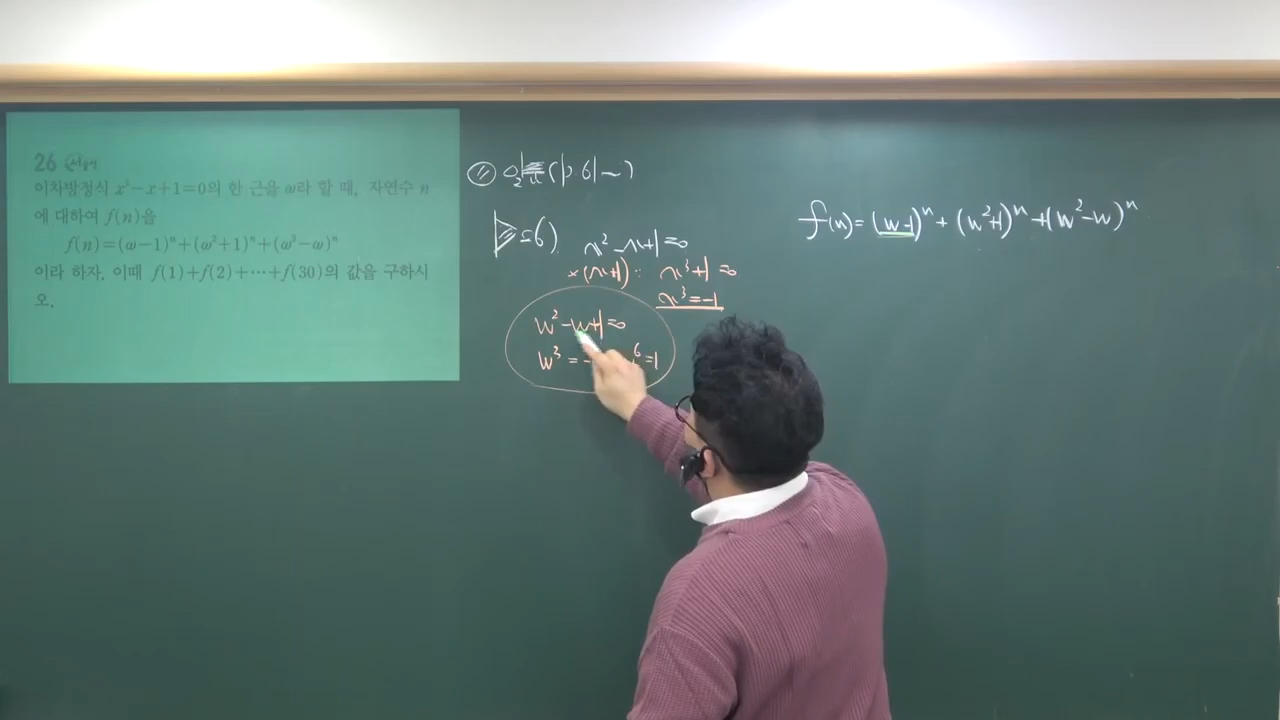 26
이차방정식 x²-x+1=0의 한 근을 ω라 할 때, 자연수 n
에 대하여 f(n)을
f(n)=(ω-1)ⁿ+(ω²+1)ⁿ+(ω²-ω)ⁿ
이라 하자. 이때 f(1)+f(2)+⋯+f(30)의 값을 구하시
오.
x²-x+1=0
×(x+1): x³+1=0
x³=-1
w²-w+1=0
w³= =1
f(n)=(w-1)ⁿ+(w²+1)ⁿ+(w²-w)ⁿ